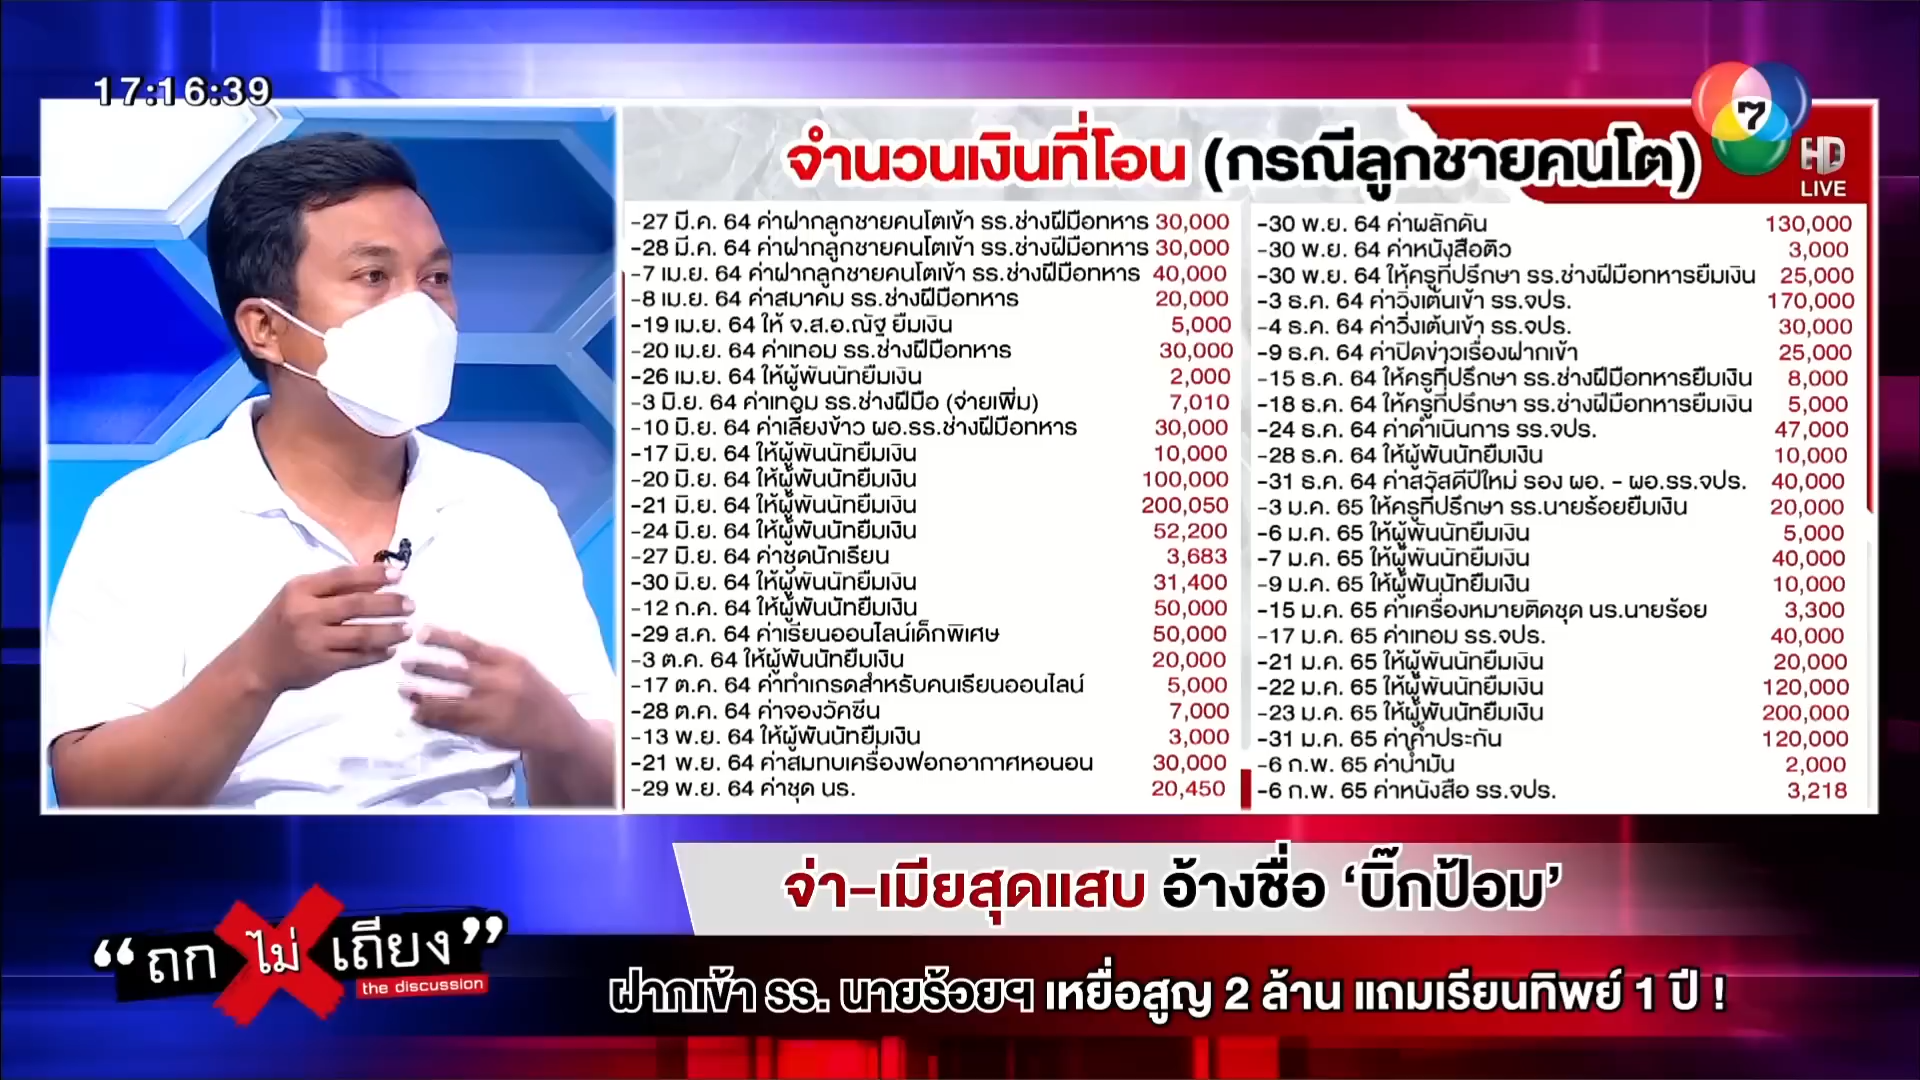 17:16:39
7
HD
LIVE
จำนวนเงินที่โอน (กรณีลูกชายคนโต)
-27 มี.ค. 64 ค่าฝากลูกชายคนโตเข้า รร.ช่างฝีมือทหาร 30,000
-28 มี.ค. 64 ค่าฝากลูกชายคนโตเข้า รร.ช่างฝีมือทหาร 30,000
-7 เม.ย. 64 ค่าฝากลูกชายคนโตเข้า รร.ช่างฝีมือทหาร 40,000
-8 เม.ย. 64 ค่าสมาคม รร.ช่างฝีมือทหาร 20,000
-19 เม.ย. 64 ให้ จ.ส.อ.ณัฐ ยืมเงิน 5,000
-20 เม.ย. 64 ค่าเทอม รร.ช่างฝีมือทหาร 30,000
-26 เม.ย. 64 ให้ผู้พันนัทยืมเงิน 2,000
-3 มิ.ย. 64 ค่าเทอม รร.ช่างฝีมือ (จ่ายเพิ่ม) 7,010
-10 มิ.ย. 64 ค่าเลี้ยงข้าว ผอ.รร.ช่างฝีมือทหาร 30,000
-17 มิ.ย. 64 ให้ผู้พันนัทยืมเงิน 10,000
-20 มิ.ย. 64 ให้ผู้พันนัทยืมเงิน 100,000
-21 มิ.ย. 64 ให้ผู้พันนัทยืมเงิน 200,050
-24 มิ.ย. 64 ให้ผู้พันนัทยืมเงิน 52,200
-27 มิ.ย. 64 ค่าชุดนักเรียน 3,683
-30 มิ.ย. 64 ให้ผู้พันนัทยืมเงิน 31,400
-12 ก.ค. 64 ให้ผู้พันนัทยืมเงิน 50,000
-29 ส.ค. 64 ค่าเรียนออนไลน์เด็กพิเศษ 50,000
-3 ต.ค. 64 ให้ผู้พันนัทยืมเงิน 20,000
-17 ต.ค. 64 ค่าทำเกรดสำหรับคนเรียนออนไลน์ 5,000
-28 ต.ค. 64 ค่าจองวัคซีน 7,000
-13 พ.ย. 64 ให้ผู้พันนัทยืมเงิน 3,000
-21 พ.ย. 64 ค่าสมทบเครื่องฟอกอากาศหอนอน 30,000
-29 พ.ย. 64 ค่าชุด นร. 20,450
-30 พ.ย. 64 ค่าผลักดัน 130,000
-30 พ.ย. 64 ค่าหนังสือติว 3,000
-30 พ.ย. 64 ให้ครูที่ปรึกษา รร.ช่างฝีมือทหารยืมเงิน 25,000
-3 ธ.ค. 64 ค่าวิ่งเต้นเข้า รร.จปร. 170,000
-4 ธ.ค. 64 ค่าวิ่งเต้นเข้า รร.จปร. 30,000
-9 ธ.ค. 64 ค่าปิดข่าวเรื่องฝากเข้า 25,000
-15 ธ.ค. 64 ให้ครูที่ปรึกษา รร.ช่างฝีมือทหารยืมเงิน 8,000
-18 ธ.ค. 64 ให้ครูที่ปรึกษา รร.ช่างฝีมือทหารยืมเงิน 5,000
-24 ธ.ค. 64 ค่าดำเนินการ รร.จปร. 47,000
-28 ธ.ค. 64 ให้ผู้พันนัทยืมเงิน 10,000
-31 ธ.ค. 64 ค่าสวัสดีปีใหม่ รอง ผอ. - ผอ.รร.จปร. 40,000
-3 ม.ค. 65 ให้ครูที่ปรึกษา รร.นายร้อยยืมเงิน 20,000
-6 ม.ค. 65 ให้ผู้พันนัทยืมเงิน 5,000
-7 ม.ค. 65 ให้ผู้พันนัทยืมเงิน 40,000
-9 ม.ค. 65 ให้ผู้พันนัทยืมเงิน 10,000
-15 ม.ค. 65 ค่าเครื่องหมายติดชุด นร.นายร้อย 3,300
-17 ม.ค. 65 ค่าเทอม รร.จปร. 40,000
-21 ม.ค. 65 ให้ผู้พันนัทยืมเงิน 20,000
-22 ม.ค. 65 ให้ผู้พันนัทยืมเงิน 120,000
-23 ม.ค. 65 ให้ผู้พันนัทยืมเงิน 200,000
-31 ม.ค. 65 ค่าค้ำประกัน 120,000
-6 ก.พ. 65 ค่าน้ำมัน 2,000
-6 ก.พ. 65 ค่าหนังสือ รร.จปร. 3,218
จ่า-เมียสุดแสบ อ้างชื่อ ‘บิ๊กป้อม’
“ถกไม่เถียง”
the discussion
ฝากเข้า รร. นายร้อยฯ เหยื่อสูญ 2 ล้าน แถมเรียนทิพย์ 1 ปี !